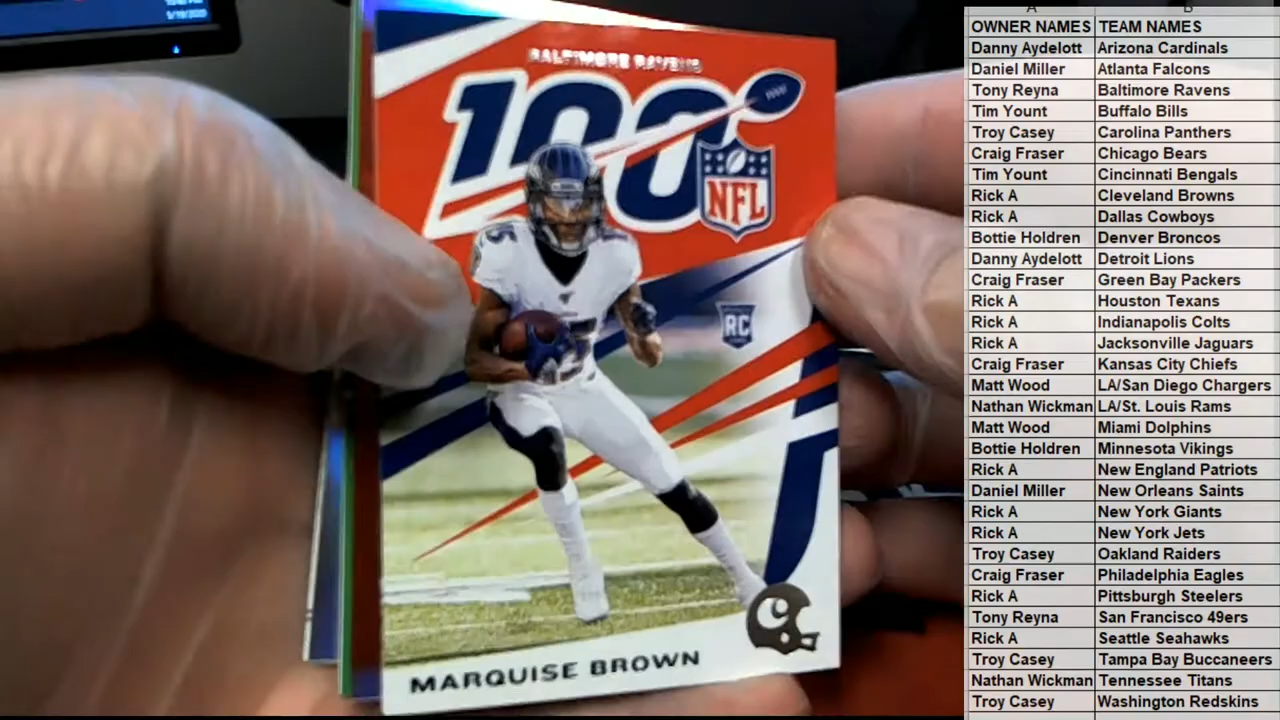 5/19/2020
BALTIMORE RAVENS
100
NFL
RC
15
MARQUISE BROWN
A B
OWNER NAMES TEAM NAMES
Danny Aydelott Arizona Cardinals
Daniel Miller Atlanta Falcons
Tony Reyna Baltimore Ravens
Tim Yount Buffalo Bills
Troy Casey Carolina Panthers
Craig Fraser Chicago Bears
Tim Yount Cincinnati Bengals
Rick A Cleveland Browns
Rick A Dallas Cowboys
Bottie Holdren Denver Broncos
Danny Aydelott Detroit Lions
Craig Fraser Green Bay Packers
Rick A Houston Texans
Rick A Indianapolis Colts
Rick A Jacksonville Jaguars
Craig Fraser Kansas City Chiefs
Matt Wood LA/San Diego Chargers
Nathan Wickman LA/St. Louis Rams
Matt Wood Miami Dolphins
Bottie Holdren Minnesota Vikings
Rick A New England Patriots
Daniel Miller New Orleans Saints
Rick A New York Giants
Rick A New York Jets
Troy Casey Oakland Raiders
Craig Fraser Philadelphia Eagles
Rick A Pittsburgh Steelers
Tony Reyna San Francisco 49ers
Rick A Seattle Seahawks
Troy Casey Tampa Bay Buccaneers
Nathan Wickman Tennessee Titans
Troy Casey Washington Redskins